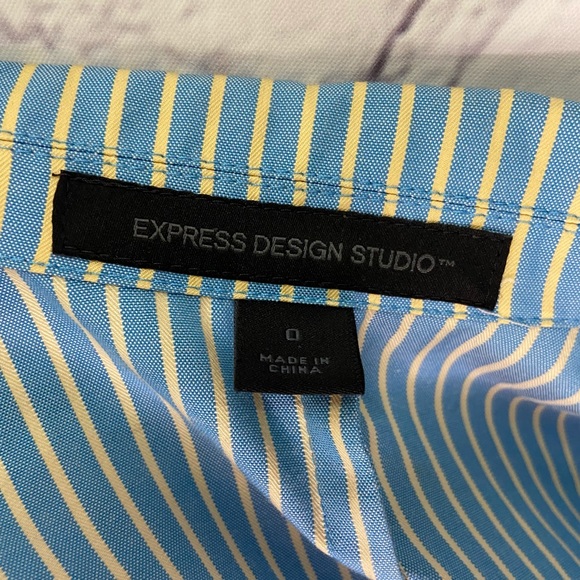 EXPRESS DESIGN STUDIO™
0
MADE IN
CHINA